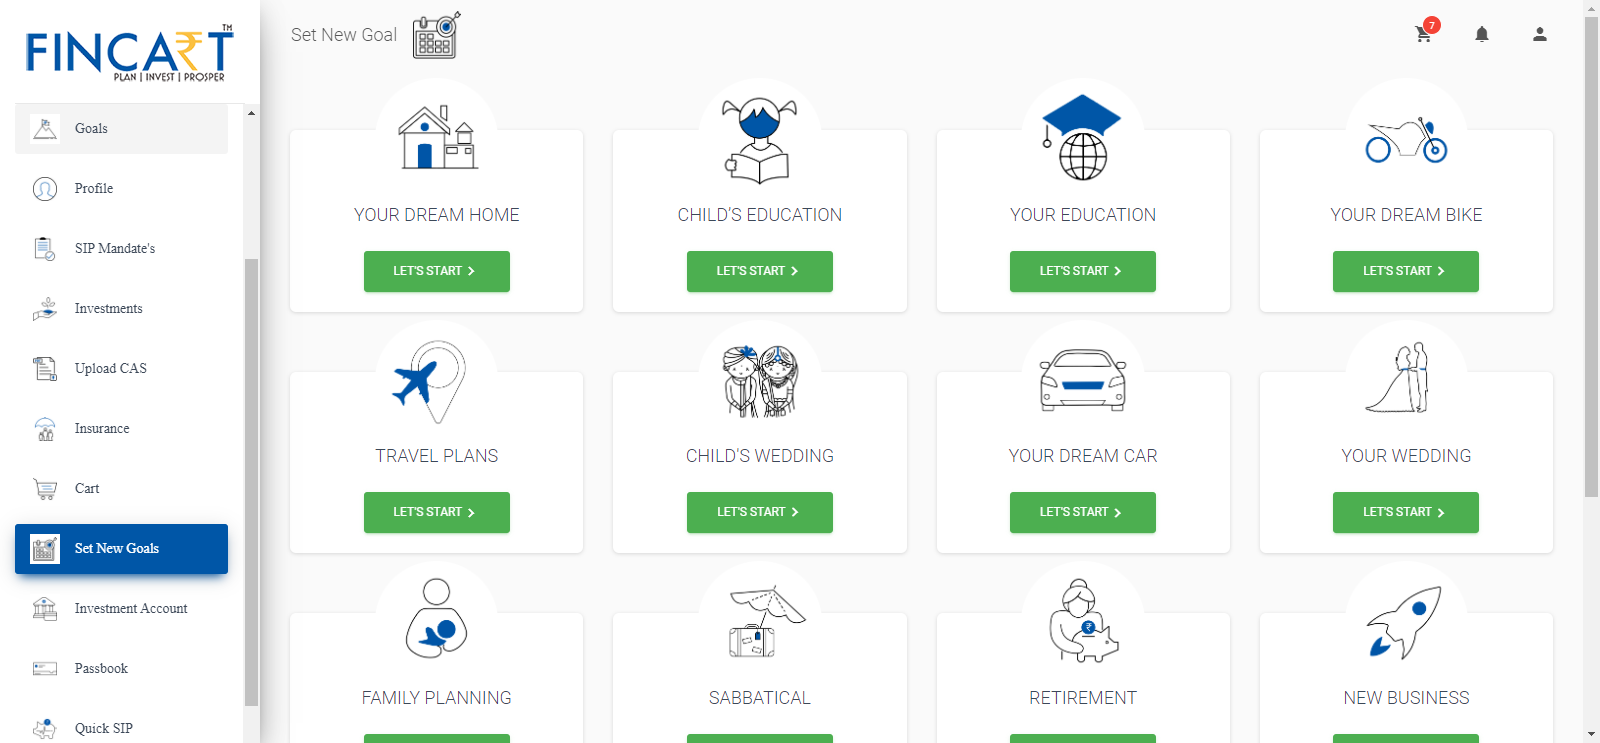 FINCART™
PLAN | INVEST | PROSPER
Goals
Profile
SIP Mandate's
Investments
Upload CAS
Insurance
Cart
Set New Goals
Investment Account
Passbook
Quick SIP
Set New Goal
7
YOUR DREAM HOME
LET'S START
CHILD'S EDUCATION
LET'S START
YOUR EDUCATION
LET'S START
YOUR DREAM BIKE
LET'S START
TRAVEL PLANS
LET'S START
CHILD'S WEDDING
LET'S START
YOUR DREAM CAR
LET'S START
YOUR WEDDING
LET'S START
FAMILY PLANNING
SABBATICAL
₹
RETIREMENT
NEW BUSINESS